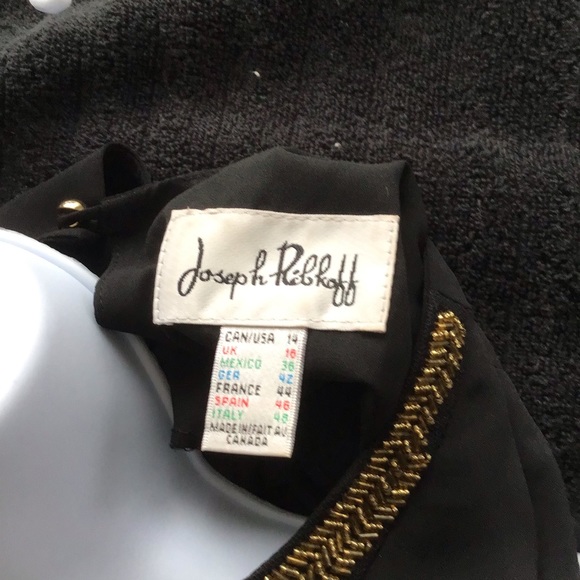 Joseph Ribkoff
CAN/USA 14
UK 16
MEXICO 36
GER 42
FRANCE 44
SPAIN 46
ITALY 48
MADE IN/FAIT AU
CANADA